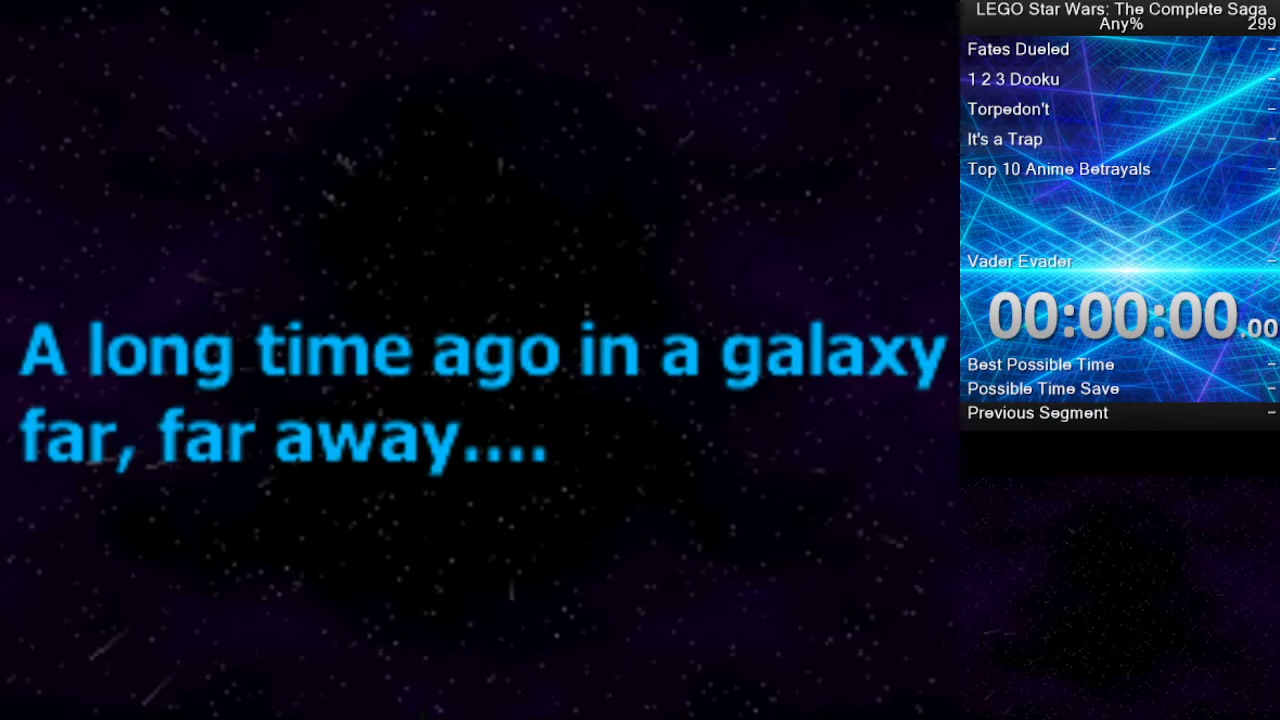 A long time ago in a galaxy
far, far away....
LEGO Star Wars: The Complete Saga
Any% 299
Fates Dueled –
1 2 3 Dooku –
Torpedon't –
It's a Trap –
Top 10 Anime Betrayals –
Vader Evader –
00:00:00.00
Best Possible Time –
Possible Time Save –
Previous Segment –